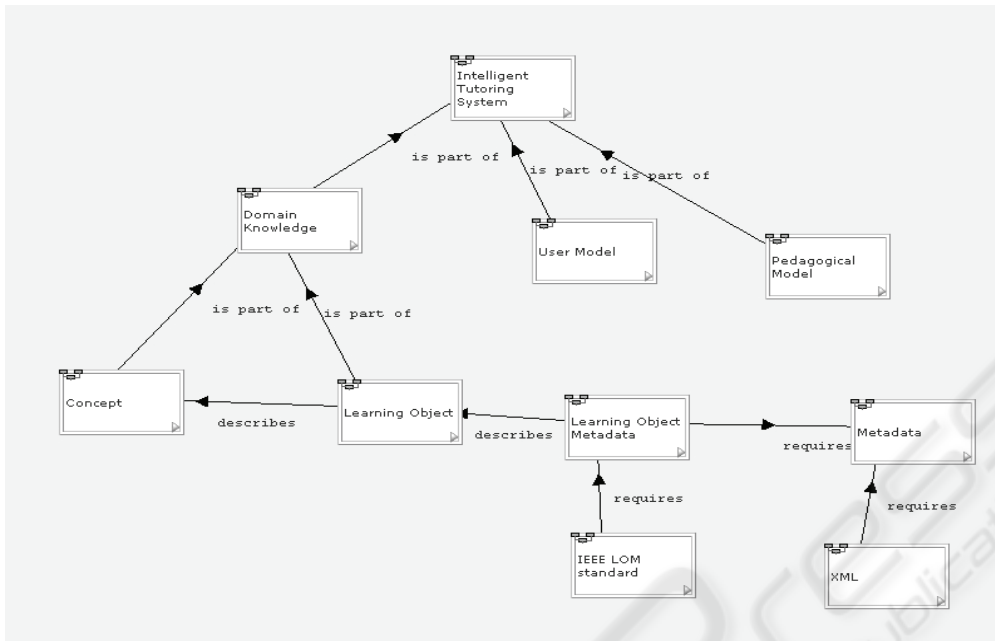 Intelligent
Tutoring
System
is part of
is part of
is part of
Domain
Knowledge
User Model
Pedagogical
Model
is part of
is part of
Concept
describes
Learning Object
describes
Learning Object
Metadata
requires
Metadata
requires
requires
IEEE LOM
standard
XML